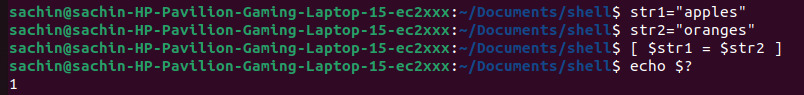 sachin@sachin-HP-Pavilion-Gaming-Laptop-15-ec2xxx:~/Documents/shell$ str1="apples"
sachin@sachin-HP-Pavilion-Gaming-Laptop-15-ec2xxx:~/Documents/shell$ str2="oranges"
sachin@sachin-HP-Pavilion-Gaming-Laptop-15-ec2xxx:~/Documents/shell$ [ $str1 = $str2 ]
sachin@sachin-HP-Pavilion-Gaming-Laptop-15-ec2xxx:~/Documents/shell$ echo $?
1